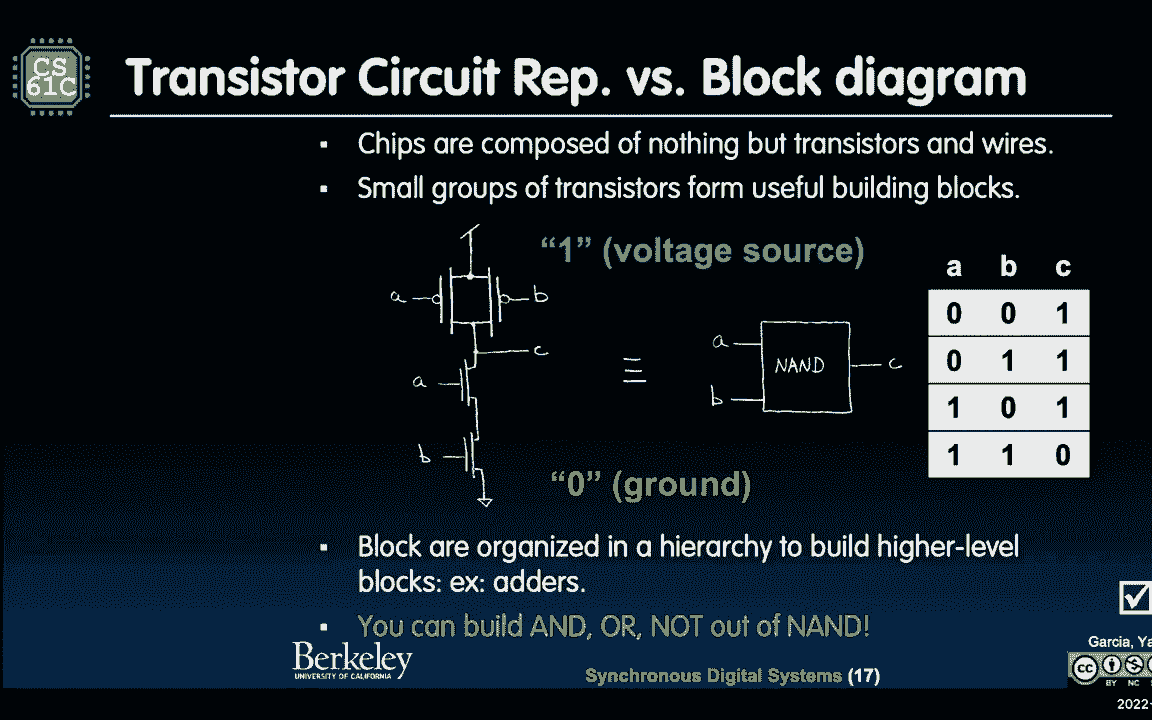 CS
61C
Transistor Circuit Rep. vs. Block diagram
▪ Chips are composed of nothing but transistors and wires.
▪ Small groups of transistors form useful building blocks.
“1” (voltage source)
a b c
0 0 1
0 1 1
1 0 1
1 1 0
a b
c
a
b
≡
a
b
NAND
c
“0” (ground)
▪ Block are organized in a hierarchy to build higher-level
blocks: ex: adders.
▪ You can build AND, OR, NOT out of NAND!
Berkeley
UNIVERSITY OF CALIFORNIA
Synchronous Digital Systems (17)
Garcia, Ya
cc
BY NC
2022-